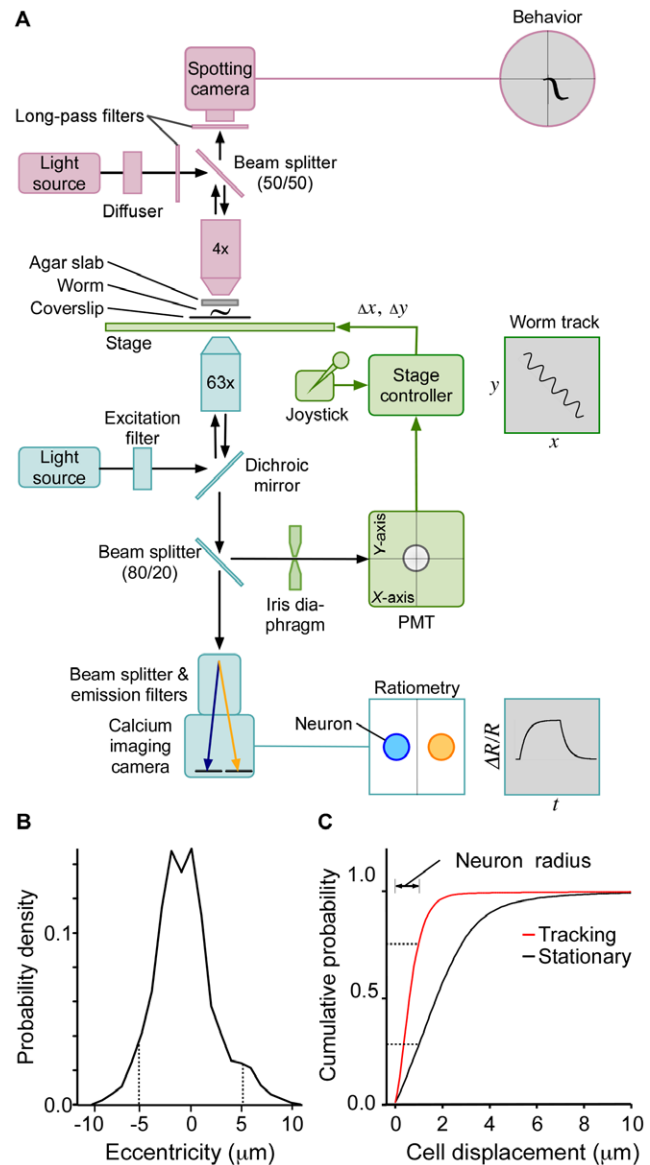 A
Behavior
Spotting
camera
Long-pass filters
Light
source
Beam splitter
(50/50)
Diffuser
4x
Agar slab
Worm
Coverslip
Δx, Δy
Stage
Worm track
63x
Joystick
Stage
controller
y
x
Excitation
filter
Light
source
Dichroic
mirror
Beam splitter
(80/20)
Y-axis
X-axis
Iris dia-
phragm
PMT
Beam splitter &
emission filters
Ratiometry
Neuron
Calcium
imaging
camera
ΔR/R
t
B
C
Neuron radius
Probability density
0.1
0.0
-10
-5
0
5
10
Eccentricity (μm)
Cumulative probability
1.0
0.5
0.0
Tracking
Stationary
0
2
4
6
8
10
Cell displacement (μm)